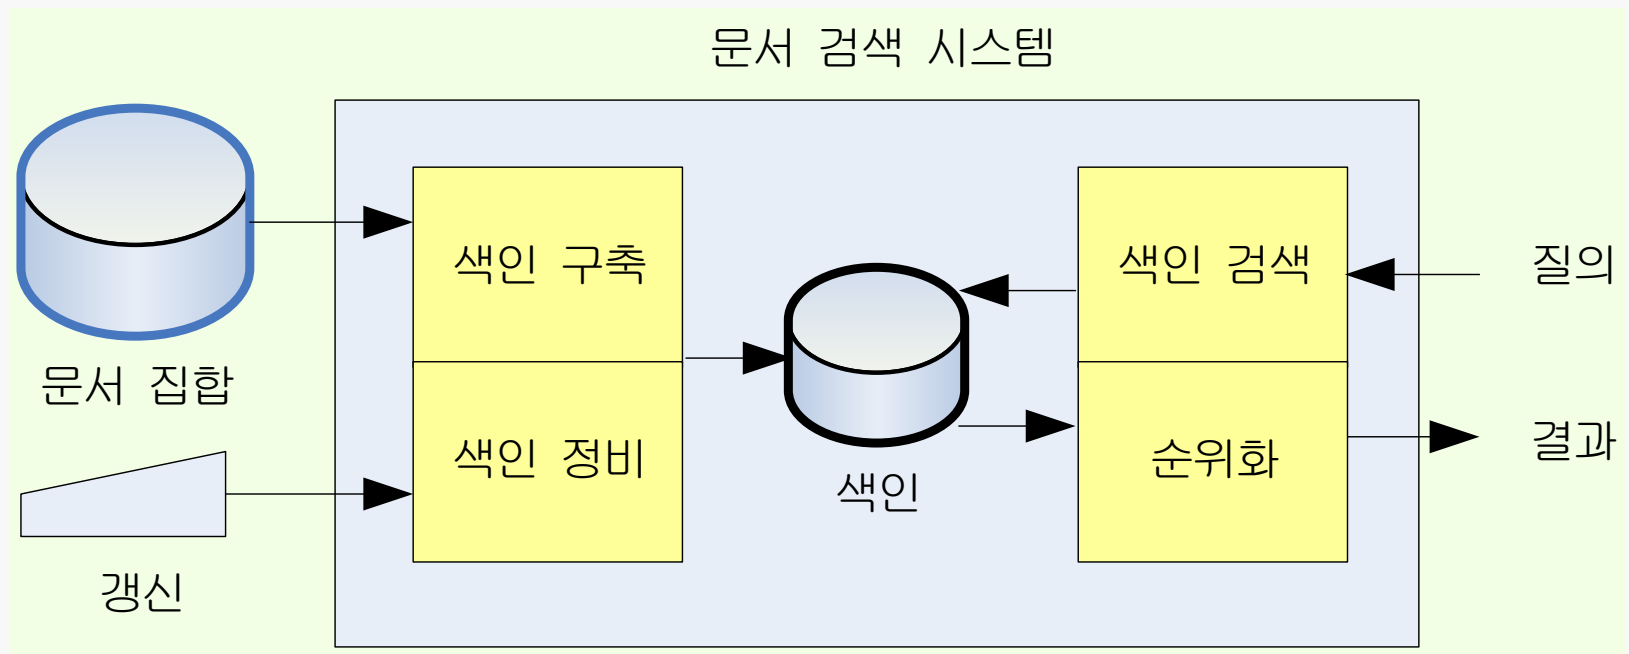 문서 검색 시스템
문서 집합
갱신
색인 구축
색인 정비
색인
색인 검색
순위화
질의
결과